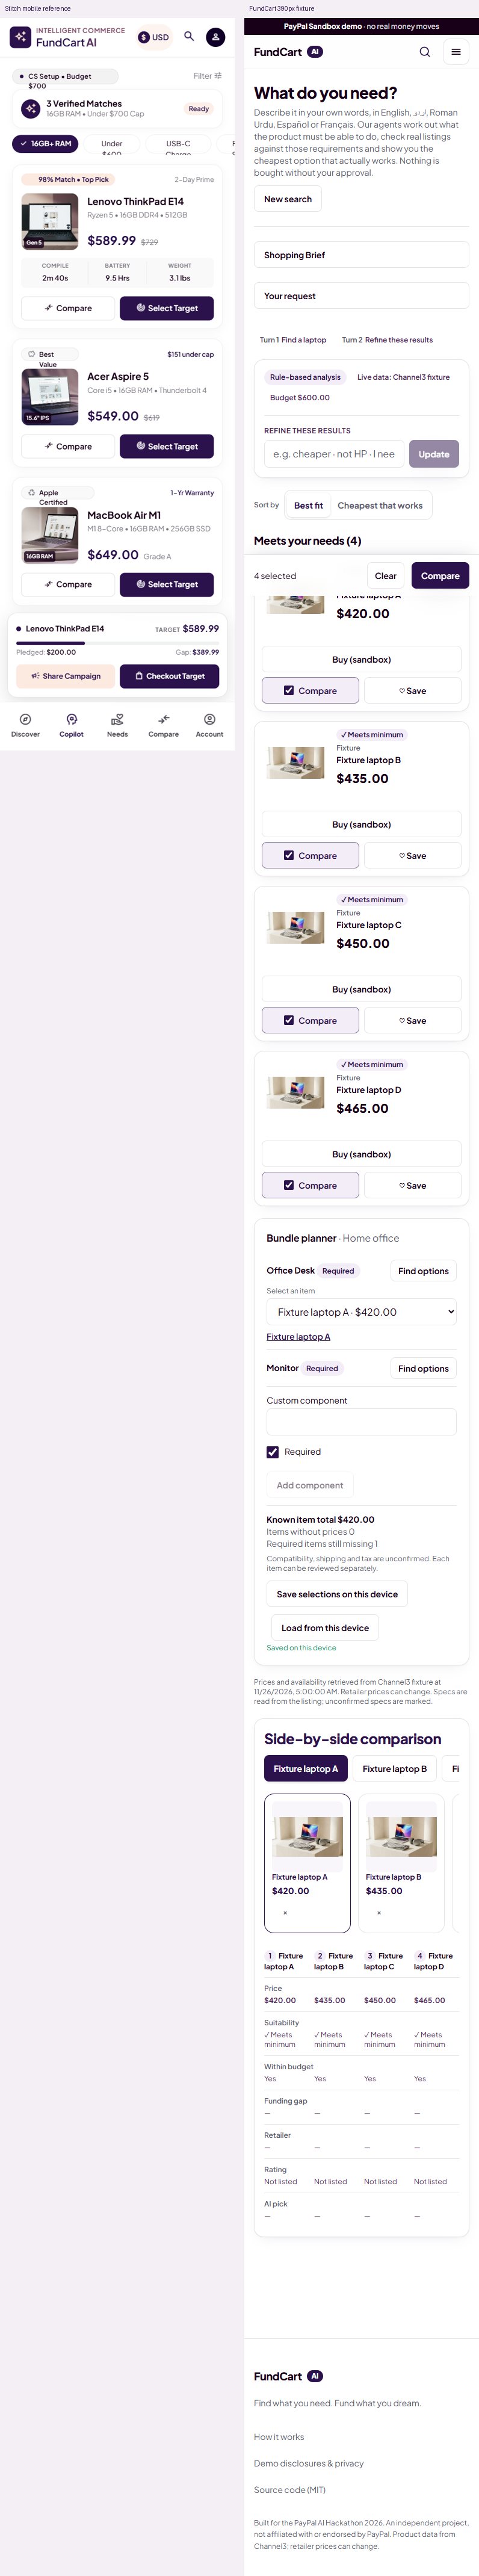 Stitch mobile reference
INTELLIGENT COMMERCE
FundCart AI
$ USD
CS Setup • Budget
$700
Filter
3 Verified Matches
16GB RAM • Under $700 Cap
Ready
16GB+ RAM
Under
$600
USB-C
Charge
98% Match • Top Pick
2-Day Prime
Gen 5
Lenovo ThinkPad E14
Ryzen 5 • 16GB DDR4 • 512GB
$589.99 $729
COMPILE
BATTERY
WEIGHT
2m 40s
9.5 Hrs
3.1 lbs
Compare
Select Target
Best
Value
$151 under cap
15.6" IPS
Acer Aspire 5
Core i5 • 16GB RAM • Thunderbolt 4
$549.00 $619
Compare
Select Target
Apple
Certified
1-Yr Warranty
16GB RAM
MacBook Air M1
M1 8-Core • 16GB RAM • 256GB SSD
$649.00 Grade A
Compare
Select Target
Lenovo ThinkPad E14
TARGET $589.99
Pledged: $200.00
Gap: $389.99
Share Campaign
Checkout Target
Discover
Copilot
Needs
Compare
Account
FundCart 390px fixture
PayPal Sandbox demo · no real money moves
FundCart AI
What do you need?
Describe it in your own words, in English, اردو, Roman
Urdu, Español or Français. Our agents work out what
the product must be able to do, check real listings
against those requirements and show you the
cheapest option that actually works. Nothing is
bought without your approval.
New search
Shopping Brief
Your request
Turn 1 Find a laptop
Turn 2 Refine these results
Rule-based analysis
Live data: Channel3 fixture
Budget $600.00
REFINE THESE RESULTS
e.g. cheaper · not HP · I nee
Update
Sort by
Best fit
Cheapest that works
Meets your needs (4)
4 selected
Clear
Compare
Fixture laptop A
$420.00
Buy (sandbox)
Compare
♡ Save
✓ Meets minimum
Fixture
Fixture laptop B
$435.00
Buy (sandbox)
Compare
♡ Save
✓ Meets minimum
Fixture
Fixture laptop C
$450.00
Buy (sandbox)
Compare
♡ Save
✓ Meets minimum
Fixture
Fixture laptop D
$465.00
Buy (sandbox)
Compare
♡ Save
Bundle planner · Home office
Office Desk Required
Find options
Select an item
Fixture laptop A · $420.00
Fixture laptop A
Monitor Required
Find options
Custom component
Required
Add component
Known item total $420.00
Items without prices 0
Required items still missing 1
Compatibility, shipping and tax are unconfirmed. Each
item can be reviewed separately.
Save selections on this device
Load from this device
Saved on this device
Prices and availability retrieved from Channel3 fixture at
11/26/2026, 5:00:00 AM. Retailer prices can change. Specs are
read from the listing; unconfirmed specs are marked.
Side-by-side comparison
Fixture laptop A
Fixture laptop B
Fi
Fixture laptop A
$420.00
×
Fixture laptop B
$435.00
×
1 Fixture
laptop A
2 Fixture
laptop B
3 Fixture
laptop C
4 Fixture
laptop D
Price
$420.00 $435.00 $450.00 $465.00
Suitability
✓ Meets
minimum
✓ Meets
minimum
✓ Meets
minimum
✓ Meets
minimum
Within budget
Yes Yes Yes Yes
Funding gap
— — — —
Retailer
— — — —
Rating
Not listed Not listed Not listed Not listed
AI pick
— — — —
FundCart AI
Find what you need. Fund what you dream.
How it works
Demo disclosures & privacy
Source code (MIT)
Built for the PayPal AI Hackathon 2026. An independent project,
not affiliated with or endorsed by PayPal. Product data from
Channel3; retailer prices can change.